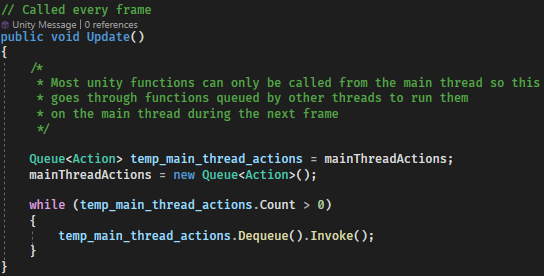 // Called every frame
Unity Message | 0 references
public void Update()
{
/*
* Most unity functions can only be called from the main thread so this
* goes through functions queued by other threads to run them
* on the main thread during the next frame
*/
Queue<Action> temp_main_thread_actions = mainThreadActions;
mainThreadActions = new Queue<Action>();
while (temp_main_thread_actions.Count > 0)
{
temp_main_thread_actions.Dequeue().Invoke();
}
}